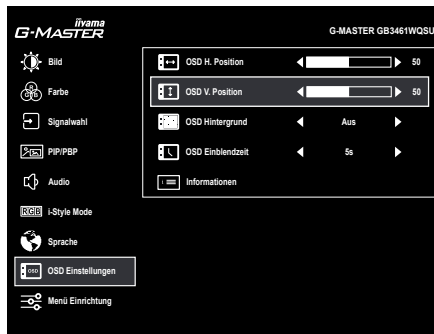 iiyama
G-MASTER
G-MASTER GB3461WQSU
Bild
Farbe
Signalwahl
PIP/PBP
Audio
RGB i-Style Mode
Sprache
OSD OSD Einstellungen
Menü Einrichtung
OSD H. Position 50
OSD V. Position 50
OSD Hintergrund Aus
OSD Einblendzeit 5s
Informationen